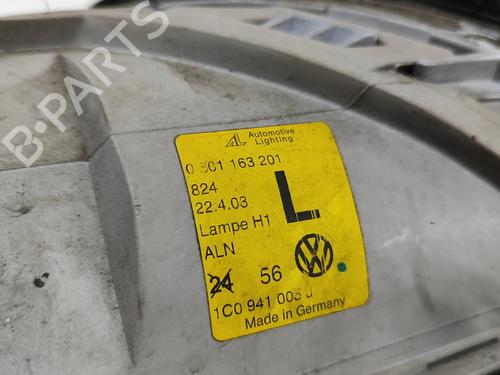 B-PARTS
AL Automotive
Lighting
0 301 163 201
824
22.4.03
L
Lampe H1
ALN
24 56
1C0 941 005 J
Made in Germany